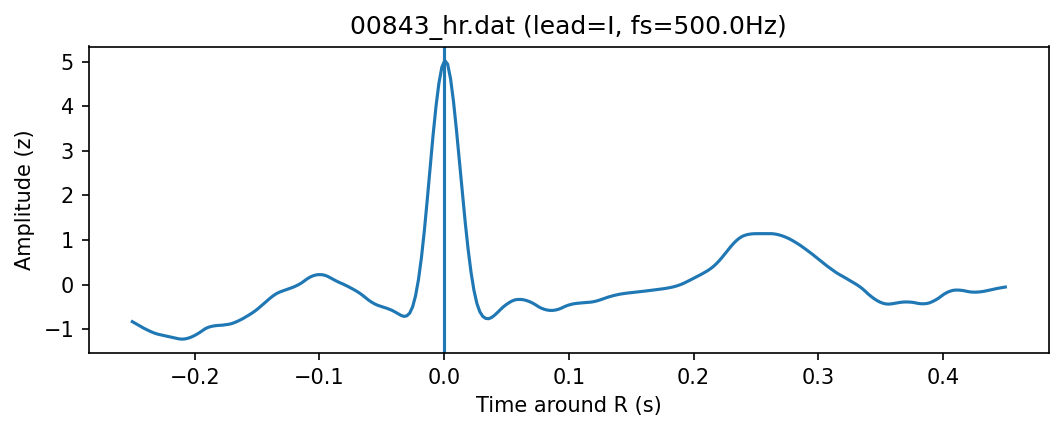 00843_hr.dat (lead=I, fs=500.0Hz)
Amplitude (z)
5
4
3
2
1
0
−1
−0.2 −0.1 0.0 0.1 0.2 0.3 0.4
Time around R (s)